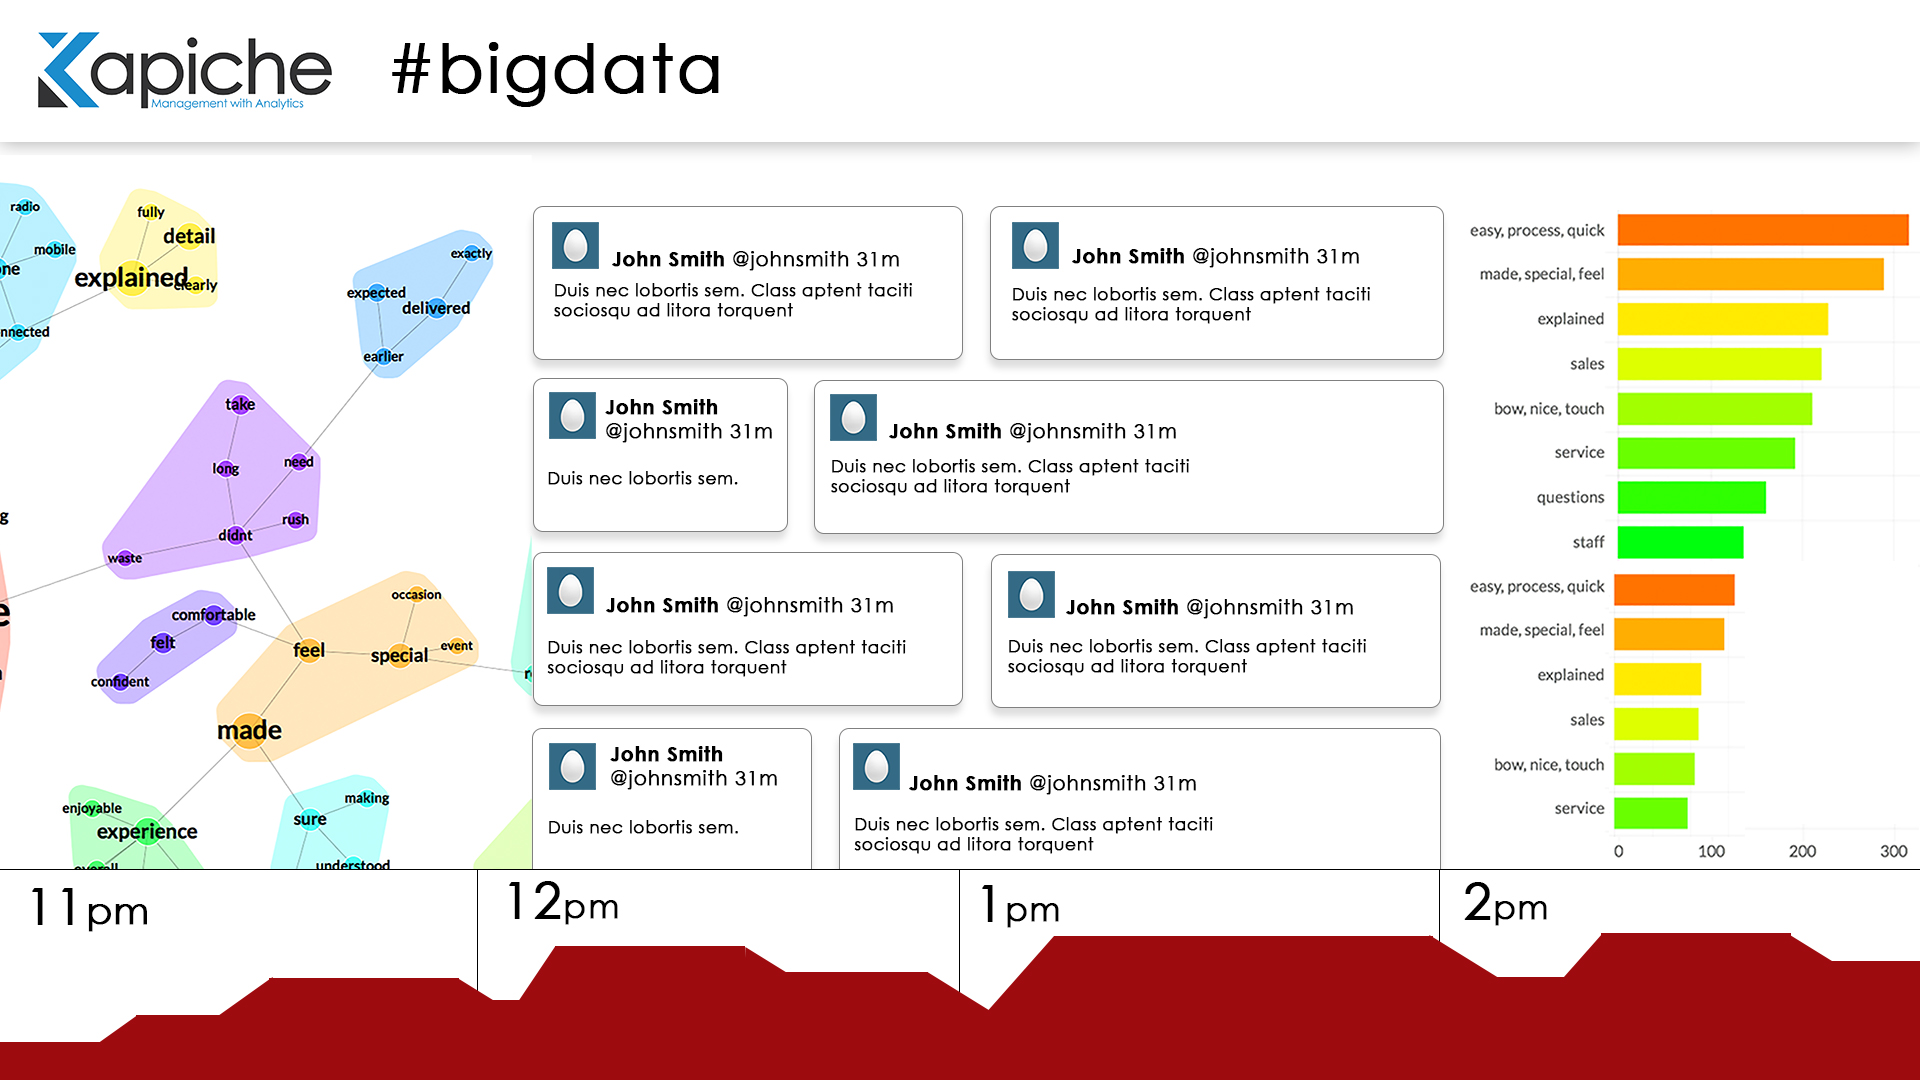 Kapiche
Management with Analytics
#bigdata
radio
mobile
nnected
fully
detail
explained
clearly
exactly
expected
delivered
earlier
take
long
need
rush
didnt
waste
comfortable
felt
confident
occasion
feel
special
event
made
enjoyable
experience
overall
making
sure
understood
John Smith @johnsmith 31m
Duis nec lobortis sem. Class aptent taciti
sociosqu ad litora torquent
John Smith @johnsmith 31m
Duis nec lobortis sem. Class aptent taciti
sociosqu ad litora torquent
John Smith
@johnsmith 31m
Duis nec lobortis sem.
John Smith @johnsmith 31m
Duis nec lobortis sem. Class aptent taciti
sociosqu ad litora torquent
John Smith @johnsmith 31m
Duis nec lobortis sem. Class aptent taciti
sociosqu ad litora torquent
John Smith @johnsmith 31m
Duis nec lobortis sem. Class aptent taciti
sociosqu ad litora torquent
John Smith
@johnsmith 31m
Duis nec lobortis sem.
John Smith @johnsmith 31m
Duis nec lobortis sem. Class aptent taciti
sociosqu ad litora torquent
easy, process, quick
made, special, feel
explained
sales
bow, nice, touch
service
questions
staff
easy, process, quick
made, special, feel
explained
sales
bow, nice, touch
service
0 100 200 300
11pm
12pm
1pm
2pm